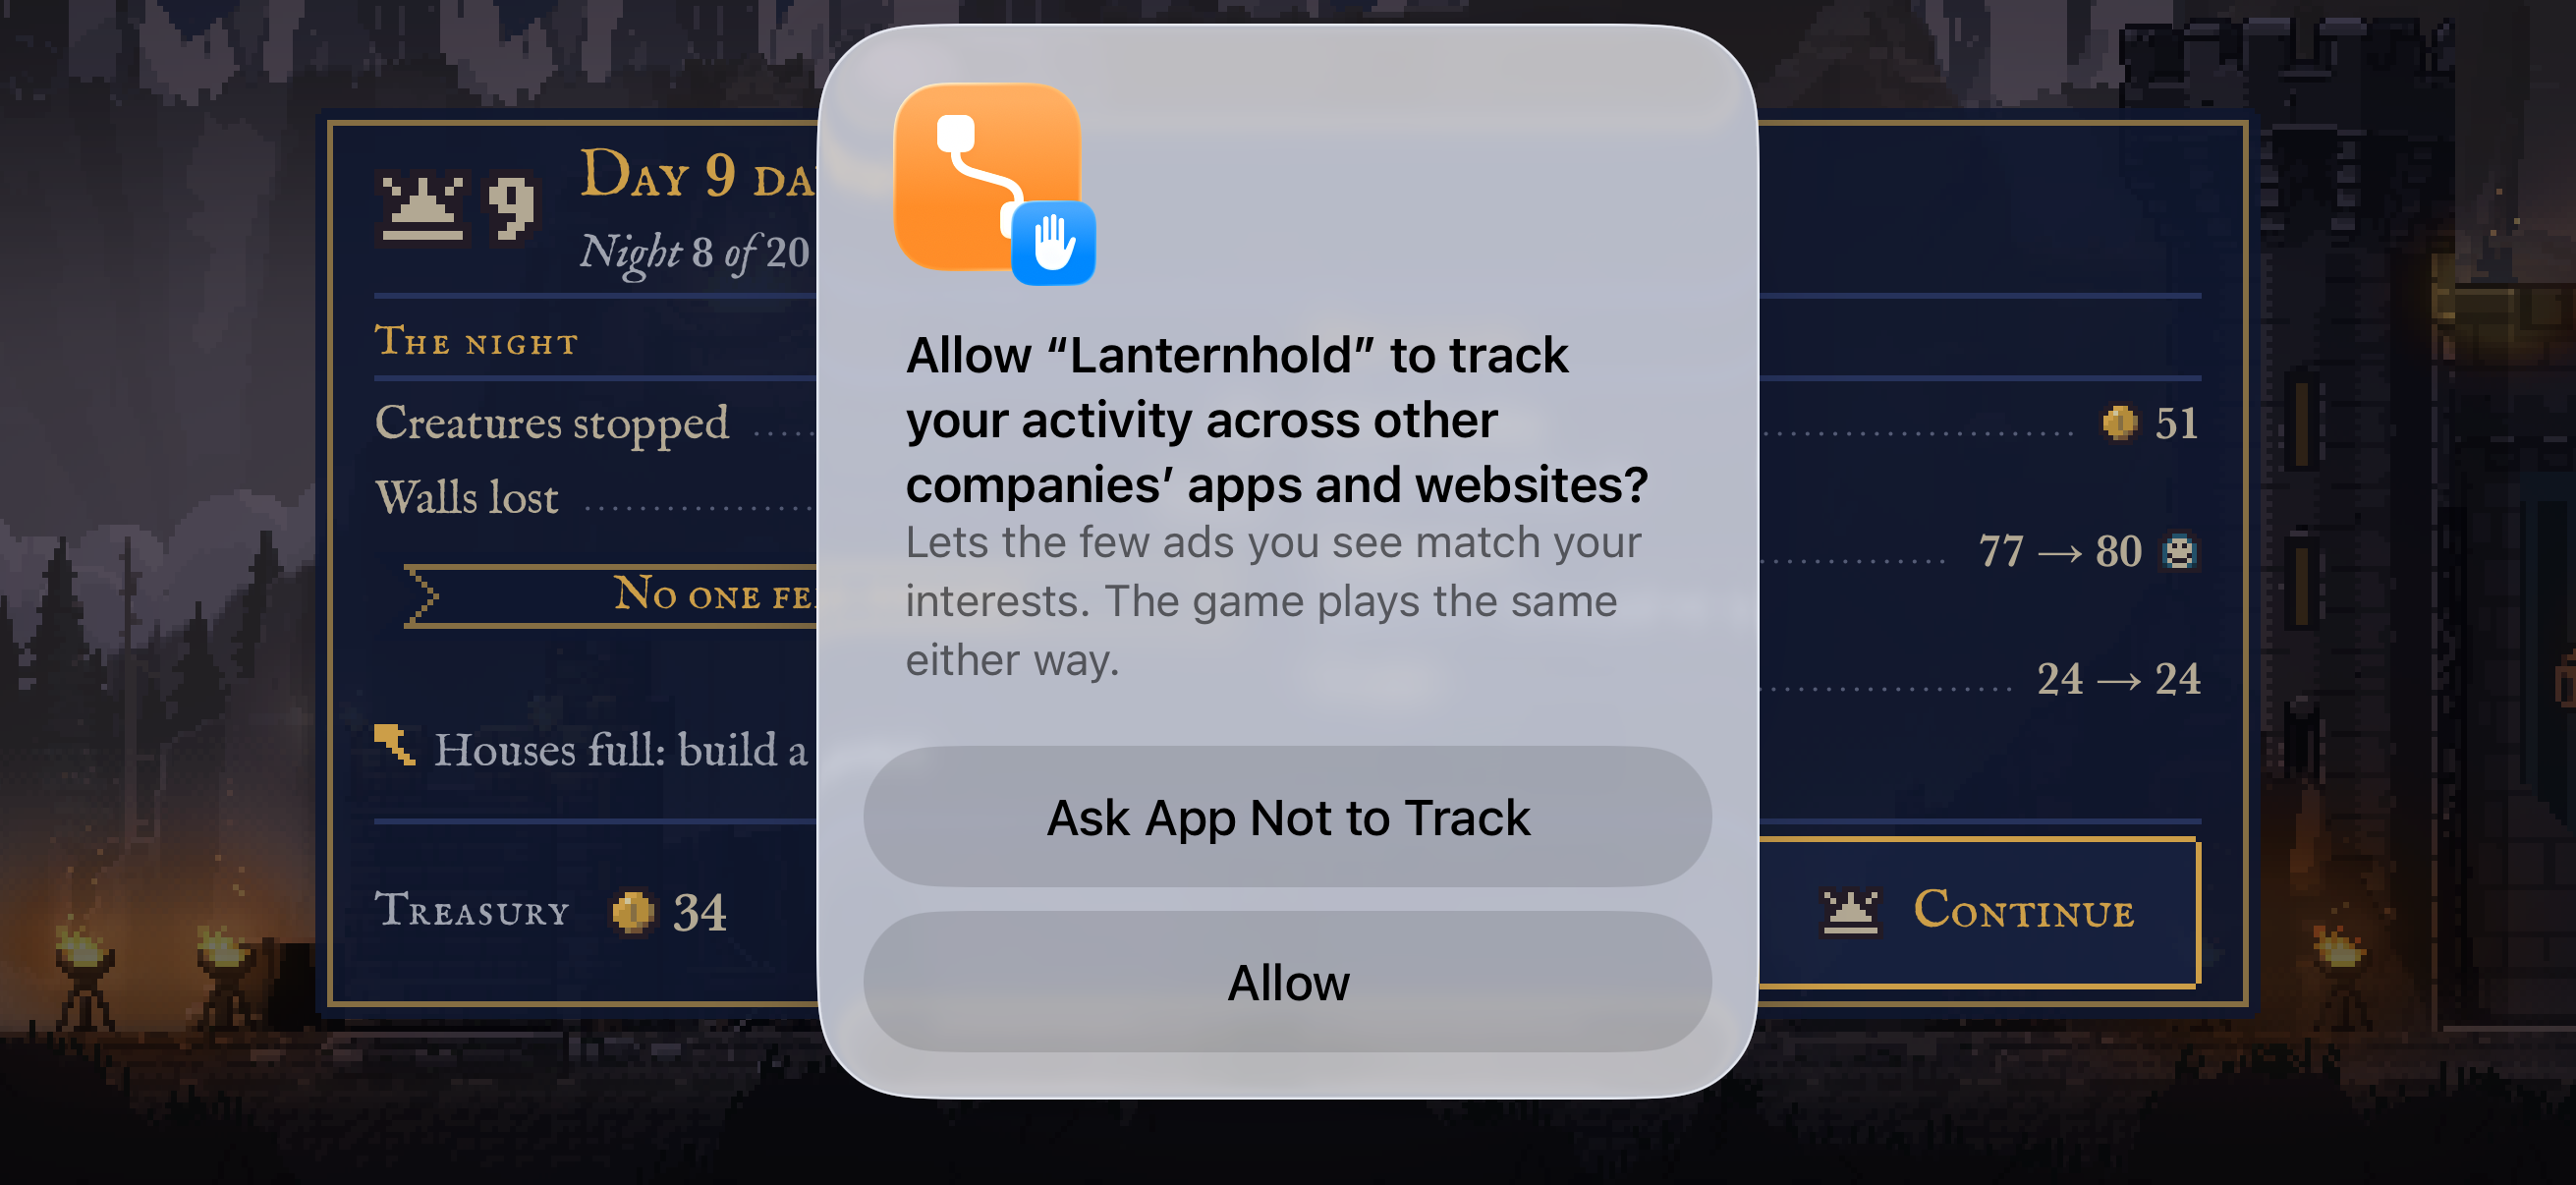 9
Day 9 da
Night 8 of 20
The night
Creatures stopped
51
Walls lost
77 → 80
No one fe
24 → 24
Houses full: build a
Treasury 34
Continue
Allow “Lanternhold” to track
your activity across other
companies’ apps and websites?
Lets the few ads you see match your
interests. The game plays the same
either way.
Ask App Not to Track
Allow